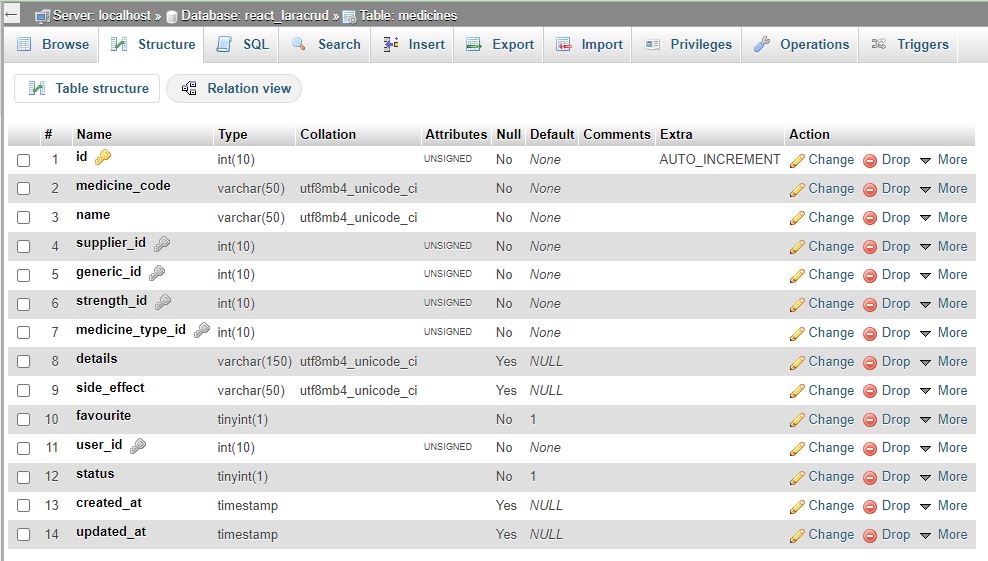 Server: localhost » Database: react_laracrud » Table: medicines
Browse Structure SQL Search Insert Export Import Privileges Operations Triggers
Table structure Relation view
# Name Type Collation Attributes Null Default Comments Extra Action
1 id int(10) UNSIGNED No None AUTO_INCREMENT Change Drop More
2 medicine_code varchar(50) utf8mb4_unicode_ci No None Change Drop More
3 name varchar(50) utf8mb4_unicode_ci No None Change Drop More
4 supplier_id int(10) UNSIGNED No None Change Drop More
5 generic_id int(10) UNSIGNED No None Change Drop More
6 strength_id int(10) UNSIGNED No None Change Drop More
7 medicine_type_id int(10) UNSIGNED No None Change Drop More
8 details varchar(150) utf8mb4_unicode_ci Yes NULL Change Drop More
9 side_effect varchar(50) utf8mb4_unicode_ci Yes NULL Change Drop More
10 favourite tinyint(1) No 1 Change Drop More
11 user_id int(10) UNSIGNED No None Change Drop More
12 status tinyint(1) No 1 Change Drop More
13 created_at timestamp Yes NULL Change Drop More
14 updated_at timestamp Yes NULL Change Drop More